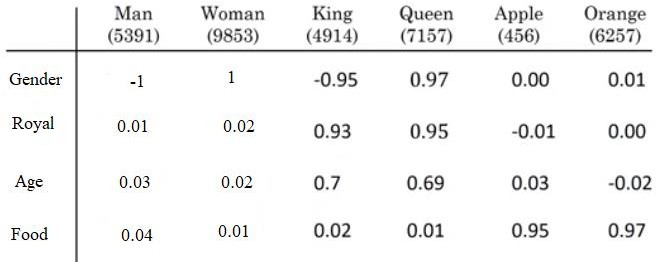 Man Woman King Queen Apple Orange
(5391) (9853) (4914) (7157) (456) (6257)
Gender -1 1 -0.95 0.97 0.00 0.01
Royal 0.01 0.02 0.93 0.95 -0.01 0.00
Age 0.03 0.02 0.7 0.69 0.03 -0.02
Food 0.04 0.01 0.02 0.01 0.95 0.97